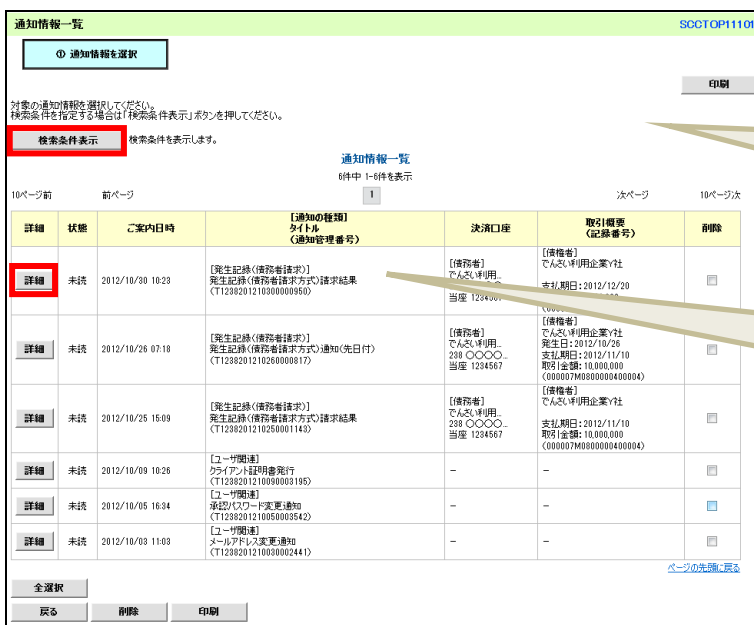 通知情報一覧 SCCTOP11101
① 通知情報を選択
印刷
対象の通知情報を選択してください。
検索条件を指定する場合は「検索条件表示」ボタンを押してください。
検索条件表示 検索条件を表示します。
通知情報一覧
6件中 1-6件を表示
10ページ前 前ページ 1 次ページ 10ページ次
詳細 状態 ご案内日時 [通知の種類] タイトル (通知管理番号) 決済口座 取引概要 (記録番号) 削除
詳細 未読 2012/10/30 10:23
[発生記録(債務者請求)]
発生記録(債務者請求方式)請求結果
(T1238201210300000950)
[債務者]
でんさい利用..
当座 1234567
[債権者]
でんさい利用企業Y社
支払期日:2012/12/20
詳細 未読 2012/10/26 07:18
[発生記録(債務者請求)]
発生記録(債務者請求方式)通知(先日付)
(T1238201210260000817)
[債務者]
でんさい利用..
238 〇〇〇〇..
当座 1234567
[債権者]
でんさい利用企業Y社
発生日:2012/10/26
支払期日:2012/11/10
取引金額:10,000,000
(000007M0800000400004)
詳細 未読 2012/10/25 15:09
[発生記録(債務者請求)]
発生記録(債務者請求方式)請求結果
(T1238201210250001143)
[債務者]
でんさい利用..
238 〇〇〇〇..
当座 1234567
[債権者]
でんさい利用企業Y社
支払期日:2012/11/10
取引金額:10,000,000
(000007M0800000400004)
詳細 未読 2012/10/09 10:26
[ユーザ関連]
クライアント証明書発行
(T1238201210090003195)
- -
詳細 未読 2012/10/05 16:34
[ユーザ関連]
承認パスワード変更通知
(T1238201210050003542)
- -
詳細 未読 2012/10/03 11:03
[ユーザ関連]
メールアドレス変更通知
(T1238201210030002441)
- -
ページの先頭に戻る
全選択
戻る 削除 印刷